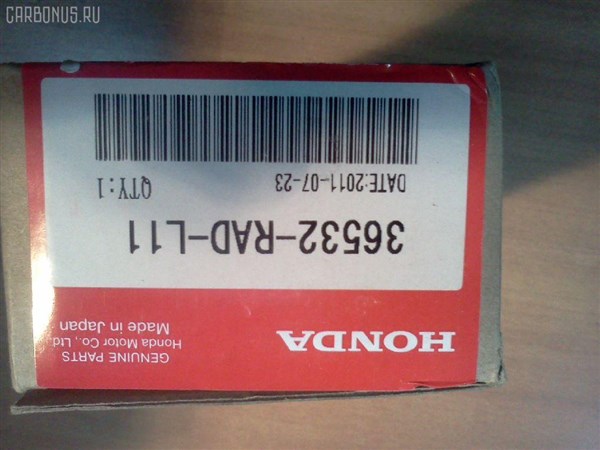 CARBONUS.RU
HONDA
GENUINE PARTS
Honda Motor Co., Ltd.
Made in Japan
36532-RAD-L11
DATE:2011-07-23 QTY:1